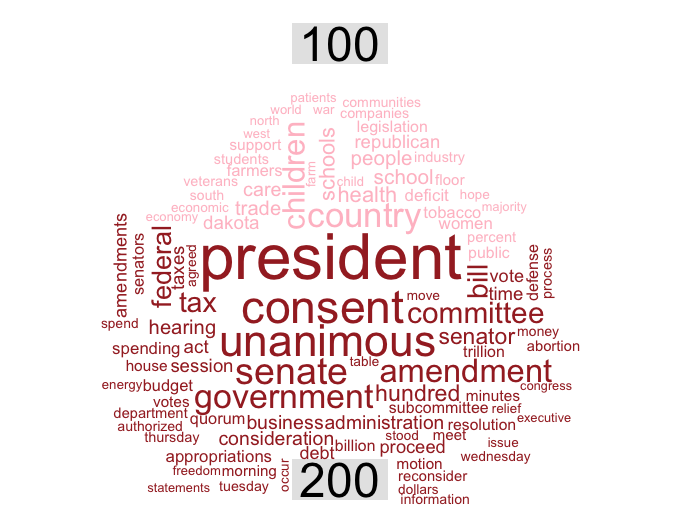 100
patients
communities
world
war
companies
north
legislation
west
children
schools
republican
support
students
people
industry
farmers
farm
child
school
floor
veterans
care
health
deficit
hope
south
economic
trade
country
tobacco
majority
economy
dakota
women
percent
public
amendments
senators
federal
taxes
agreed
president
bill
vote
defense
process
time
tax
consent
move
committee
spend
hearing
unanimous
senator
money
spending
act
trillion
abortion
house
session
senate
table
amendment
congress
energy
budget
government
hundred
minutes
votes
subcommittee
relief
department
quorum
business
administration
resolution
executive
authorized
thursday
consideration
billion
stood
meet
proceed
issue
appropriations
debt
wednesday
freedom
morning
occur
motion
reconsider
statements
tuesday
200
dollars
information